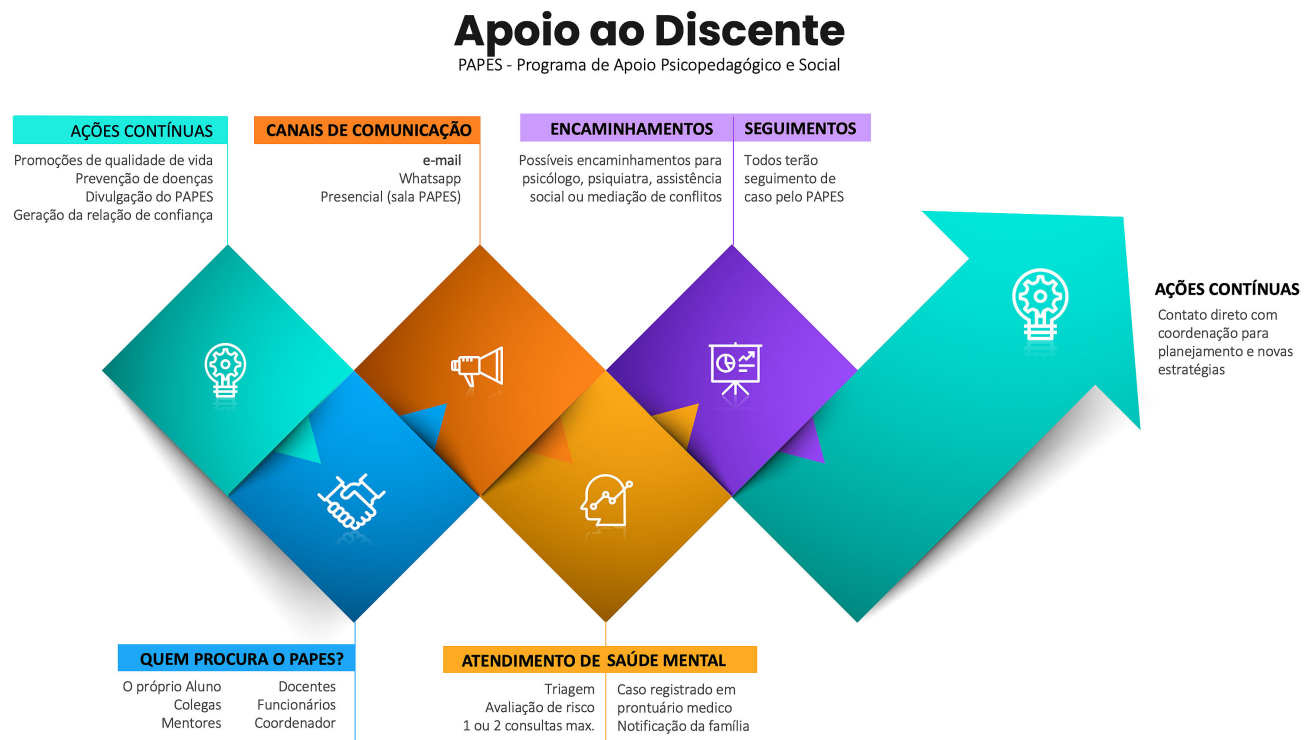 Apoio ao Discente
PAPES - Programa de Apoio Psicopedagógico e Social
AÇÕES CONTÍNUAS
Promoções de qualidade de vida
Prevenção de doenças
Divulgação do PAPES
Geração da relação de confiança
CANAIS DE COMUNICAÇÃO
e-mail
Whatsapp
Presencial (sala PAPES)
ENCAMINHAMENTOS
Possíveis encaminhamentos para
psicólogo, psiquiatra, assistência
social ou mediação de conflitos
SEGUIMENTOS
Todos terão
seguimento de
caso pelo PAPES
AÇÕES CONTÍNUAS
Contato direto com
coordenação para
planejamento e novas
estratégias
QUEM PROCURA O PAPES?
O próprio Aluno
Colegas
Mentores
Docentes
Funcionários
Coordenador
ATENDIMENTO DE SAÚDE MENTAL
Triagem
Avaliação de risco
1 ou 2 consultas max.
Caso registrado em
prontuário medico
Notificação da família